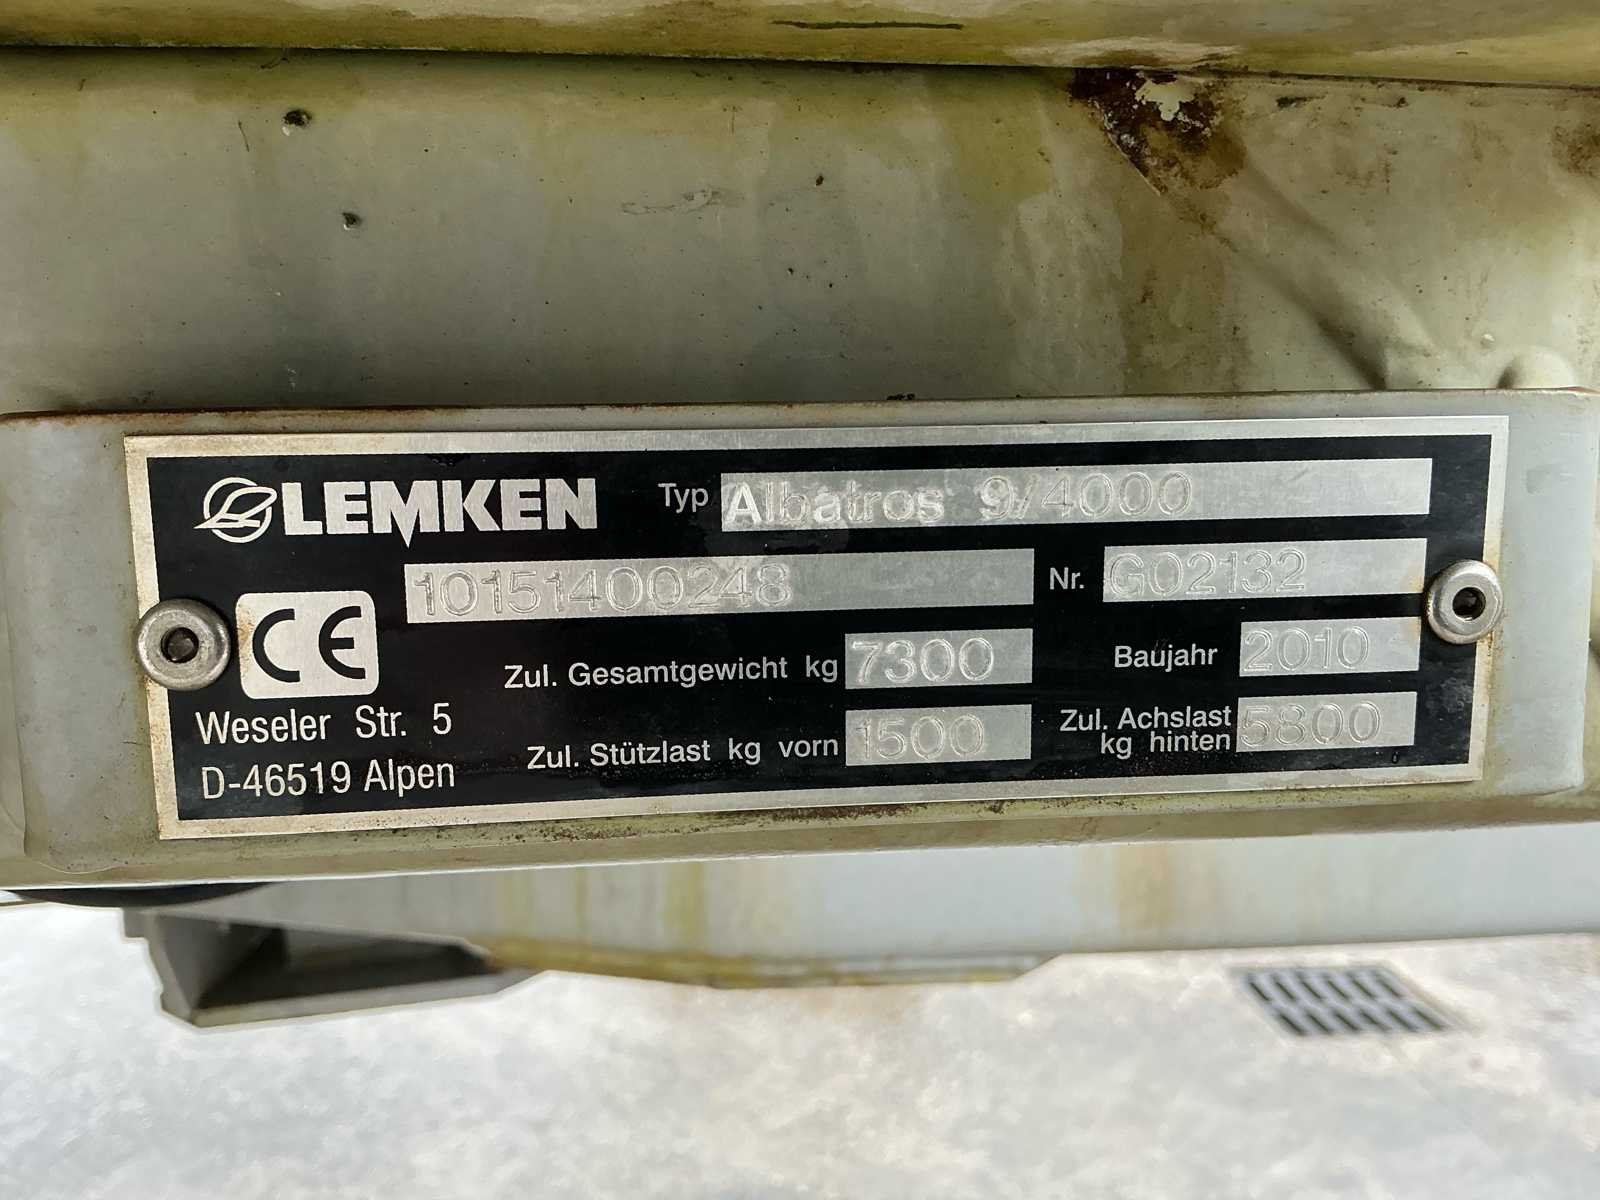 LEMKEN Typ Albatros 9/4000
10151400248 Nr. G02132
CE
Zul. Gesamtgewicht kg 7300 Baujahr 2010
Weseler Str. 5
Zul. Stützlast kg vorn 1500 Zul. Achslast kg hinten 5800
D-46519 Alpen